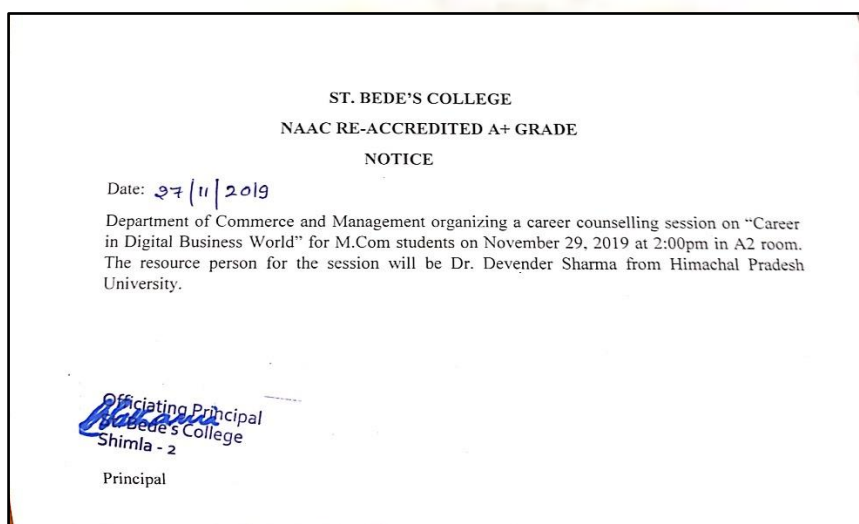 ST. BEDE'S COLLEGE
NAAC RE-ACCREDITED A+ GRADE
NOTICE
Date: 27/11/2019
Department of Commerce and Management organizing a career counselling session on “Career
in Digital Business World” for M.Com students on November 29, 2019 at 2:00pm in A2 room.
The resource person for the session will be Dr. Devender Sharma from Himachal Pradesh
University.
Officiating Principal
Bede's College
Shimla - 2
Principal